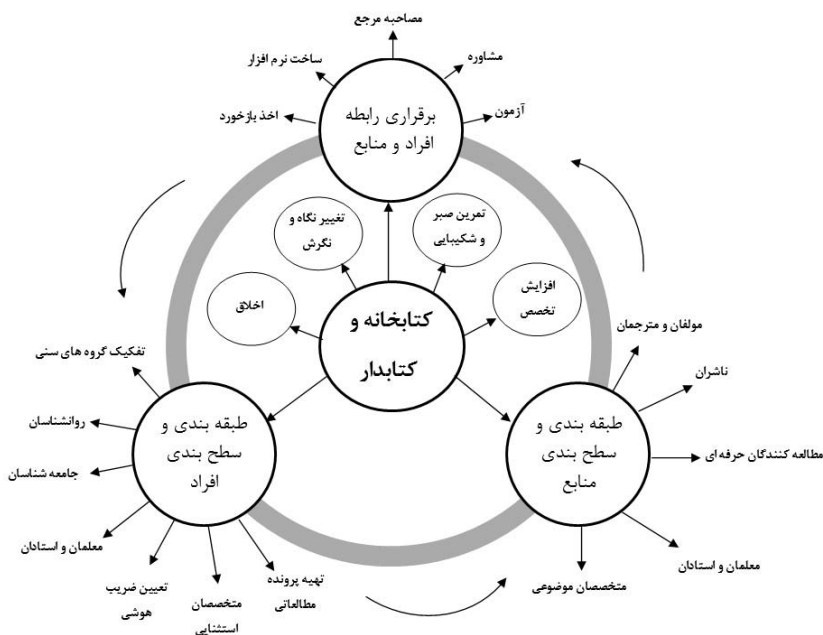 مصاحبه مرجع
مشاوره
ساخت نرم افزار
آزمون
اخذ بازخورد
برقراری رابطه
افراد و منابع
تمرین صبر
و شکیبایی
تغییر نگاه و
نگرش
افزایش
تخصص
اخلاق
کتابخانه و
کتابدار
مولفان و مترجمان
ناشران
مطالعه کنندگان حرفه ای
معلمان و استادان
متخصصان موضوعی
طبقه بندی و
سطح بندی
منابع
طبقه بندی و
سطح بندی
افراد
تفکیک گروه های سنی
روانشناسان
جامعه شناسان
معلمان و استادان
تعیین ضریب
هوشی
متخصصان
استثنایی
تهیه پرونده
مطالعاتی